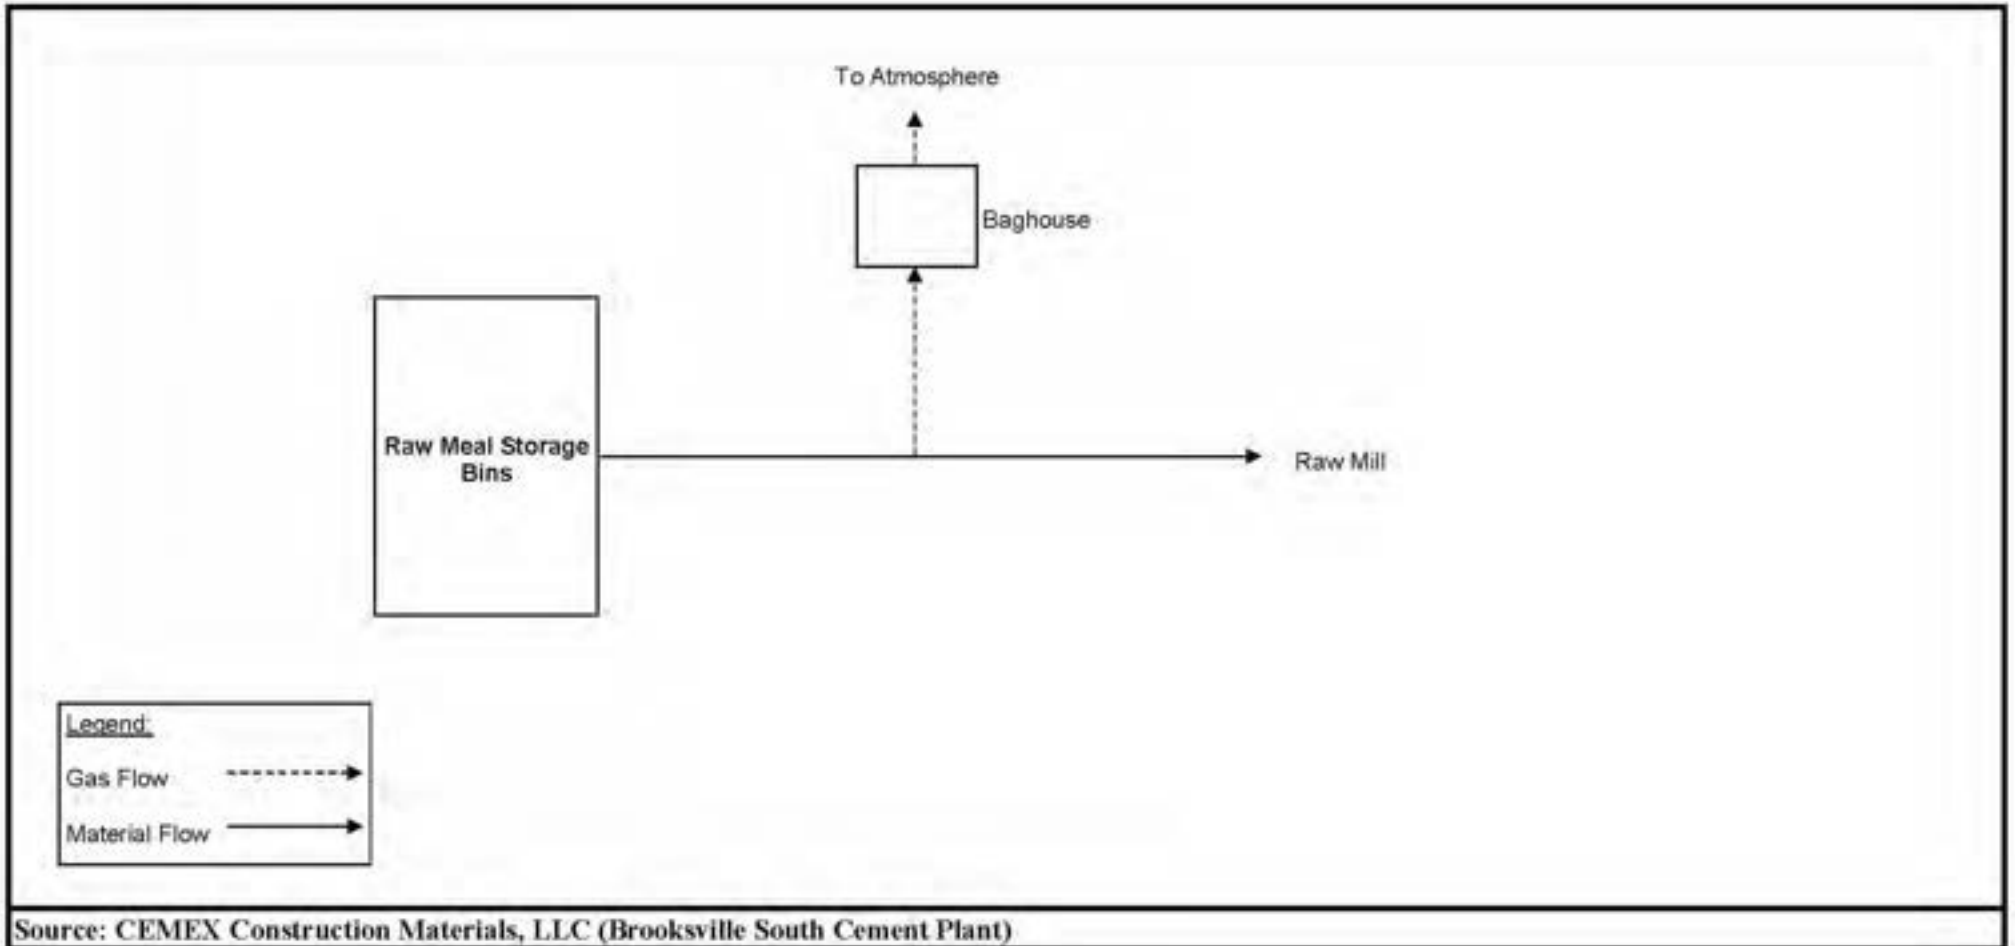 To Atmosphere
Baghouse
Raw Meal Storage
Bins
Raw Mill
Legend:
Gas Flow
Material Flow
Source: CEMEX Construction Materials, LLC (Brooksville South Cement Plant)